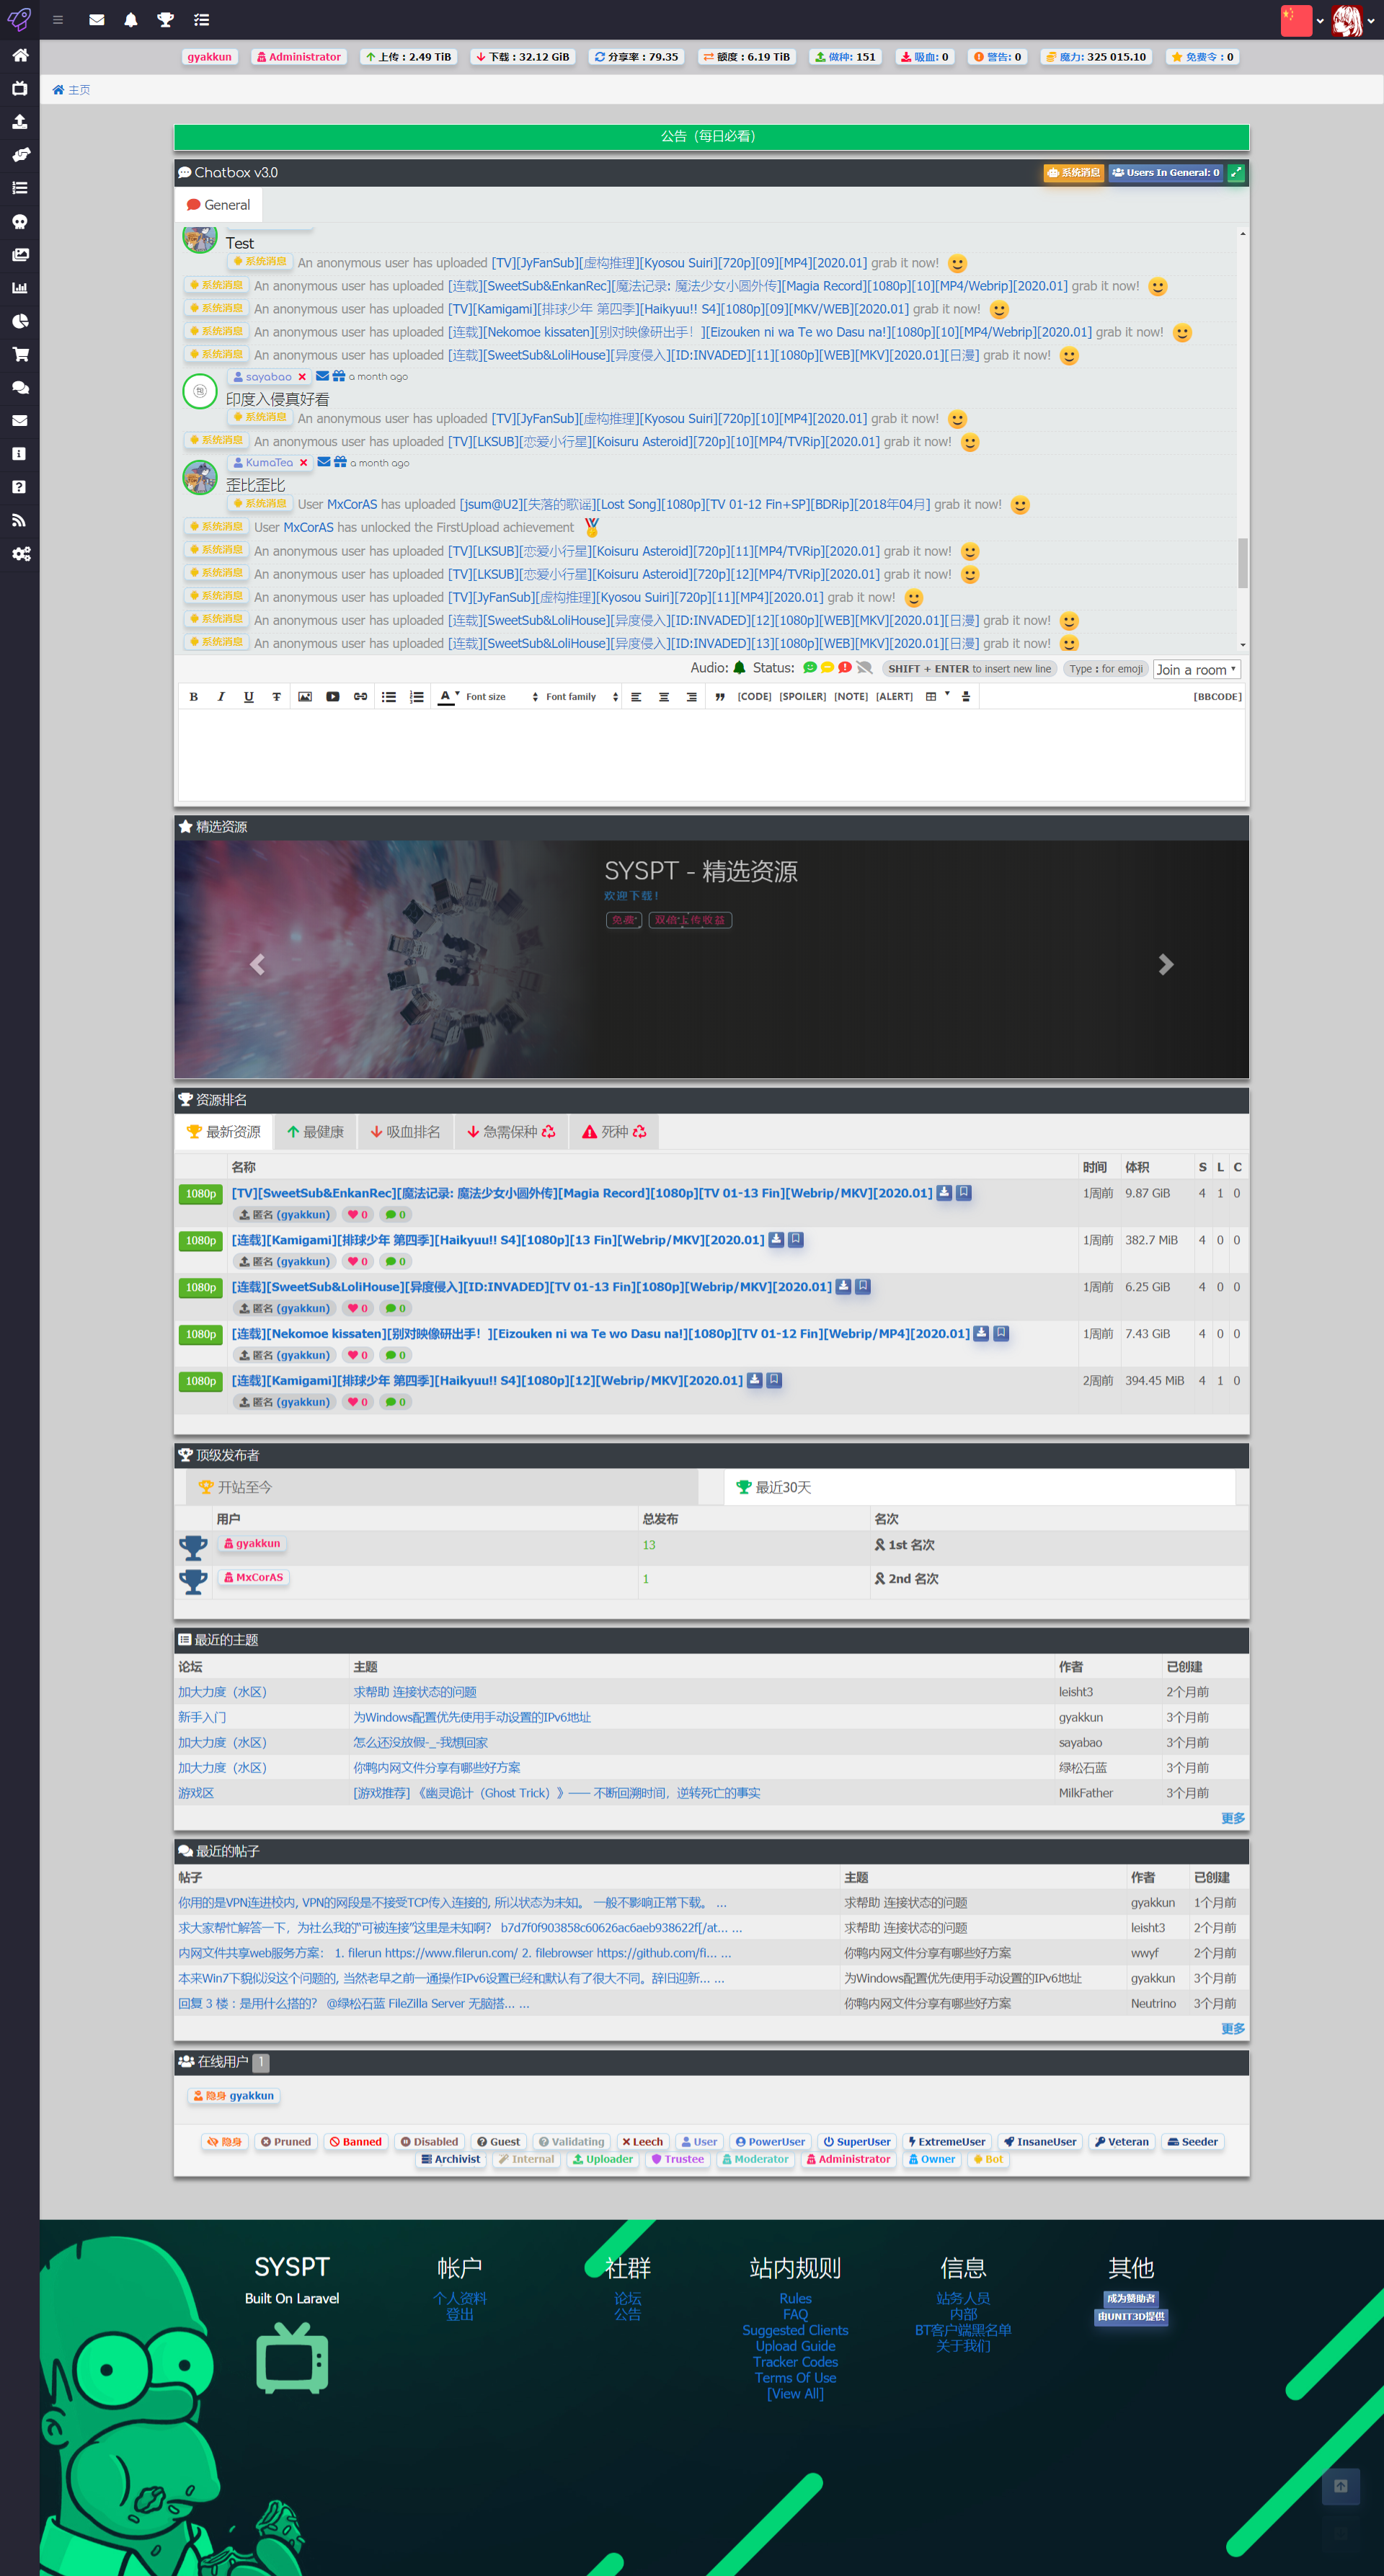 gyakkun Administrator 上传 : 2.49 TiB 下载 : 32.12 GiB 分享率 : 79.35 额度 : 6.19 TiB 做种: 151 吸血: 0 警告: 0 魔力: 325 015.10 免费令 : 0
主页
公告（每日必看）
Chatbox v3.0 系统消息 Users In General: 0
General
Test
系统消息 An anonymous user has uploaded [TV][JyFanSub][虚构推理][Kyosou Suiri][720p][09][MP4][2020.01] grab it now!
系统消息 An anonymous user has uploaded [连载][SweetSub&EnkanRec][魔法记录: 魔法少女小圆外传][Magia Record][1080p][10][MP4/Webrip][2020.01] grab it now!
系统消息 An anonymous user has uploaded [TV][Kamigami][排球少年 第四季][Haikyuu!! S4][1080p][09][MKV/WEB][2020.01] grab it now!
系统消息 An anonymous user has uploaded [连载][Nekomoe kissaten][别对映像研出手！][Eizouken ni wa Te wo Dasu na!][1080p][10][MP4/Webrip][2020.01] grab it now!
系统消息 An anonymous user has uploaded [连载][SweetSub&LoliHouse][异度侵入][ID:INVADED][11][1080p][WEB][MKV][2020.01][日漫] grab it now!
sayabao a month ago
印度入侵真好看
系统消息 An anonymous user has uploaded [TV][JyFanSub][虚构推理][Kyosou Suiri][720p][10][MP4][2020.01] grab it now!
系统消息 An anonymous user has uploaded [TV][LKSUB][恋爱小行星][Koisuru Asteroid][720p][10][MP4/TVRip][2020.01] grab it now!
KumaTea a month ago
歪比歪比
系统消息 User MxCorAS has uploaded [jsum@U2][失落的歌谣][Lost Song][1080p][TV 01-12 Fin+SP][BDRip][2018年04月] grab it now!
系统消息 User MxCorAS has unlocked the FirstUpload achievement
系统消息 An anonymous user has uploaded [TV][LKSUB][恋爱小行星][Koisuru Asteroid][720p][11][MP4/TVRip][2020.01] grab it now!
系统消息 An anonymous user has uploaded [TV][LKSUB][恋爱小行星][Koisuru Asteroid][720p][12][MP4/TVRip][2020.01] grab it now!
系统消息 An anonymous user has uploaded [TV][JyFanSub][虚构推理][Kyosou Suiri][720p][11][MP4][2020.01] grab it now!
系统消息 An anonymous user has uploaded [连载][SweetSub&LoliHouse][异度侵入][ID:INVADED][12][1080p][WEB][MKV][2020.01][日漫] grab it now!
系统消息 An anonymous user has uploaded [连载][SweetSub&LoliHouse][异度侵入][ID:INVADED][13][1080p][WEB][MKV][2020.01][日漫] grab it now!
Audio: Status: SHIFT + ENTER to insert new line Type : for emoji Join a room
B I U T Font size Font family [CODE] [SPOILER] [NOTE] [ALERT] [BBCODE]
精选资源
SYSPT - 精选资源
欢迎下载!
免费 双倍上传收益
资源排名
最新资源 最健康 吸血排名 急需保种 死种
名称 时间 体积 S L C
1080p [TV][SweetSub&EnkanRec][魔法记录: 魔法少女小圆外传][Magia Record][1080p][TV 01-13 Fin][Webrip/MKV][2020.01] 1周前 9.87 GiB 4 1 0
匿名 (gyakkun) 0 0
1080p [连载][Kamigami][排球少年 第四季][Haikyuu!! S4][1080p][13 Fin][Webrip/MKV][2020.01] 1周前 382.7 MiB 4 0 0
匿名 (gyakkun) 0 0
1080p [连载][SweetSub&LoliHouse][异度侵入][ID:INVADED][TV 01-13 Fin][1080p][Webrip/MKV][2020.01] 1周前 6.25 GiB 4 0 0
匿名 (gyakkun) 0 0
1080p [连载][Nekomoe kissaten][别对映像研出手！][Eizouken ni wa Te wo Dasu na!][1080p][TV 01-12 Fin][Webrip/MP4][2020.01] 1周前 7.43 GiB 4 0 0
匿名 (gyakkun) 0 0
1080p [连载][Kamigami][排球少年 第四季][Haikyuu!! S4][1080p][12][Webrip/MKV][2020.01] 2周前 394.45 MiB 4 1 0
匿名 (gyakkun) 0 0
顶级发布者
开站至今 最近30天
用户 总发布 名次
gyakkun 13 1st 名次
MxCorAS 1 2nd 名次
最近的主题
论坛 主题 作者 已创建
加大力度（水区） 求帮助 连接状态的问题 leisht3 2个月前
新手入门 为Windows配置优先使用手动设置的IPv6地址 gyakkun 3个月前
加大力度（水区） 怎么还没放假-_-我想回家 sayabao 3个月前
加大力度（水区） 你鸭内网文件分享有哪些好方案 绿松石蓝 3个月前
游戏区 [游戏推荐] 《幽灵诡计（Ghost Trick）》—— 不断回溯时间，逆转死亡的事实 MilkFather 3个月前
更多
最近的帖子
帖子 主题 作者 已创建
你用的是VPN连进校内, VPN的网段是不接受TCP传入连接的, 所以状态为未知。 一般不影响正常下载。 ... 求帮助 连接状态的问题 gyakkun 1个月前
求大家帮忙解答一下，为社么我的“可被连接”这里是未知啊？ b7d7f0f903858c60626ac6aeb938622f[/at... ... 求帮助 连接状态的问题 leisht3 2个月前
内网文件共享web服务方案： 1. filerun https://www.filerun.com/ 2. filebrowser https://github.com/fi... ... 你鸭内网文件分享有哪些好方案 wwyf 2个月前
本来Win7下貌似没这个问题的, 当然老早之前一通操作IPv6设置已经和默认有了很大不同。辞旧迎新... ... 为Windows配置优先使用手动设置的IPv6地址 gyakkun 3个月前
回复 3 楼 : 是用什么搭的？ @绿松石蓝 FileZilla Server 无脑搭... ... 你鸭内网文件分享有哪些好方案 Neutrino 3个月前
更多
在线用户 1
隐身 gyakkun
隐身 Pruned Banned Disabled Guest Validating Leech User PowerUser SuperUser ExtremeUser InsaneUser Veteran Seeder
Archivist Internal Uploader Trustee Moderator Administrator Owner Bot
SYSPT
Built On Laravel
帐户
个人资料
登出
社群
论坛
公告
站内规则
Rules
FAQ
Suggested Clients
Upload Guide
Tracker Codes
Terms Of Use
[View All]
信息
站务人员
内部
BT客户端黑名单
关于我们
其他
成为赞助者
由UNIT3D提供